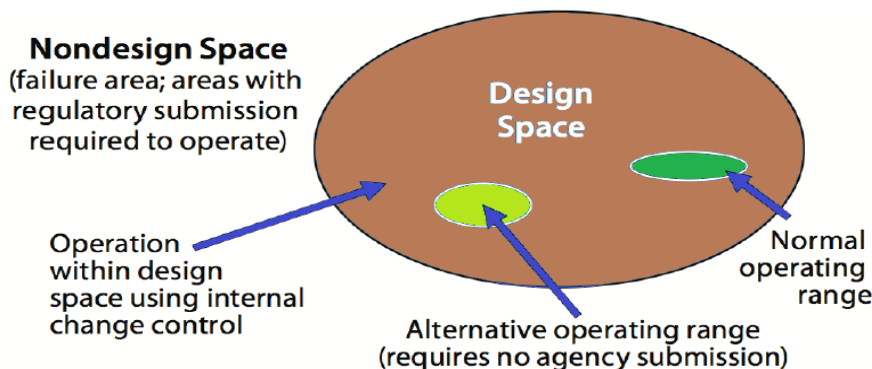 Nondesign Space
(failure area; areas with
regulatory submission
required to operate)
Design
Space
Operation
within design
space using internal
change control
Alternative operating range
(requires no agency submission)
Normal
operating
range